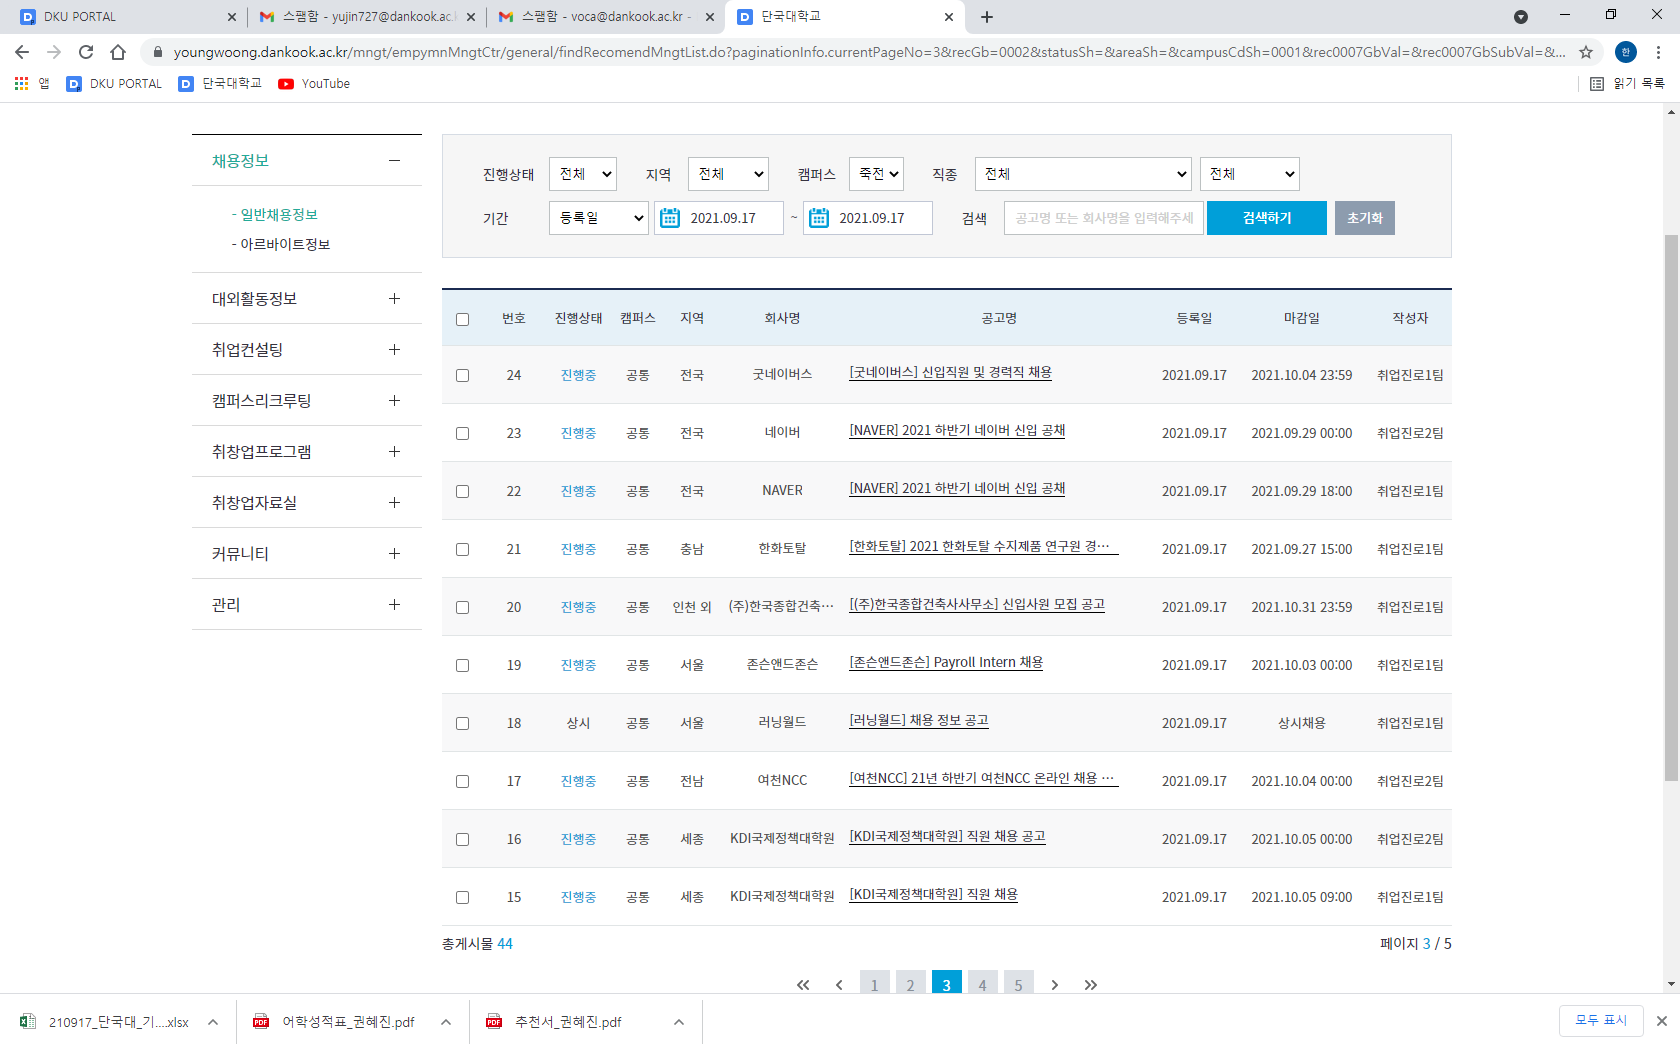 DKU PORTAL
스팸함 - yujin727@dankook.ac.k
스팸함 - voca@dankook.ac.kr -
단국대학교
youngwoong.dankook.ac.kr/mngt/empymnMngtCtr/general/findRecomendMngtList.do?paginationInfo.currentPageNo=3&recGb=0002&statusSh=&areaSh=&campusCdSh=0001&rec0007GbVal=&rec0007GbSubVal=&...
한
앱
DKU PORTAL
단국대학교
YouTube
읽기 목록
채용정보
- 일반채용정보
- 아르바이트정보
대외활동정보
취업컨설팅
캠퍼스리크루팅
취창업프로그램
취창업자료실
커뮤니티
관리
진행상태 전체 지역 전체 캠퍼스 죽전 직종 전체 전체
기간 등록일 2021.09.17 ~ 2021.09.17 검색 공고명 또는 회사명을 입력해주세 검색하기 초기화
번호 진행상태 캠퍼스 지역 회사명 공고명 등록일 마감일 작성자
24 진행중 공통 전국 굿네이버스 [굿네이버스] 신입직원 및 경력직 채용 2021.09.17 2021.10.04 23:59 취업진로1팀
23 진행중 공통 전국 네이버 [NAVER] 2021 하반기 네이버 신입 공채 2021.09.17 2021.09.29 00:00 취업진로2팀
22 진행중 공통 전국 NAVER [NAVER] 2021 하반기 네이버 신입 공채 2021.09.17 2021.09.29 18:00 취업진로1팀
21 진행중 공통 충남 한화토탈 [한화토탈] 2021 한화토탈 수지제품 연구원 경… 2021.09.17 2021.09.27 15:00 취업진로1팀
20 진행중 공통 인천 외 (주)한국종합건축… [(주)한국종합건축사사무소] 신입사원 모집 공고 2021.09.17 2021.10.31 23:59 취업진로1팀
19 진행중 공통 서울 존슨앤드존슨 [존슨앤드존슨] Payroll Intern 채용 2021.09.17 2021.10.03 00:00 취업진로1팀
18 상시 공통 서울 러닝월드 [러닝월드] 채용 정보 공고 2021.09.17 상시채용 취업진로1팀
17 진행중 공통 전남 여천NCC [여천NCC] 21년 하반기 여천NCC 온라인 채용 … 2021.09.17 2021.10.04 00:00 취업진로2팀
16 진행중 공통 세종 KDI국제정책대학원 [KDI국제정책대학원] 직원 채용 공고 2021.09.17 2021.10.05 00:00 취업진로2팀
15 진행중 공통 세종 KDI국제정책대학원 [KDI국제정책대학원] 직원 채용 2021.09.17 2021.10.05 09:00 취업진로1팀
총게시물 44 페이지 3 / 5
1 2 3 4 5
210917_단국대_기....xlsx
어학성적표_권혜진.pdf
추천서_권혜진.pdf
모두 표시